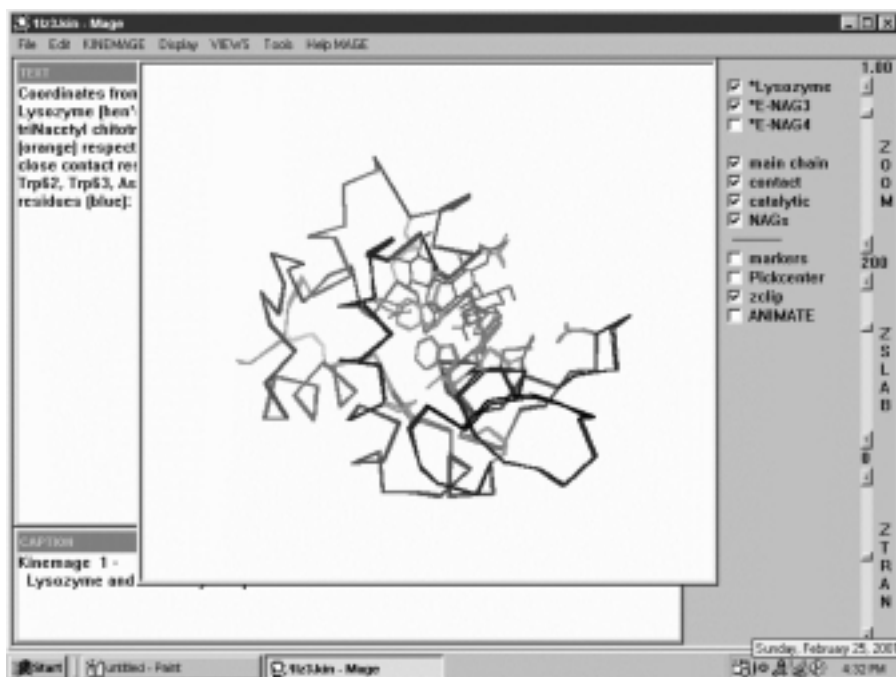 1lz3.kin - Mage
File Edit KINEMAGE Display VIEWS Tools Help MAGE
TEXT
Coordinates from
Lysozyme (hen'
triNacetyl chitotr
(orange) respect
close contact res
Trp62, Trp63, As
residues (blue):
*Lysozyme
*E-NAG3
*E-NAG4
main chain
contact
catalytic
NAGs
markers
Pickcenter
zclip
ANIMATE
1.00
ZOOM
200
ZSLAB
0
ZTRAN
CAPTION
Kinemage 1 -
Lysozyme and
Sunday, February 25, 2001
Start
untitled - Paint
1lz3.kin - Mage
4:32 PM